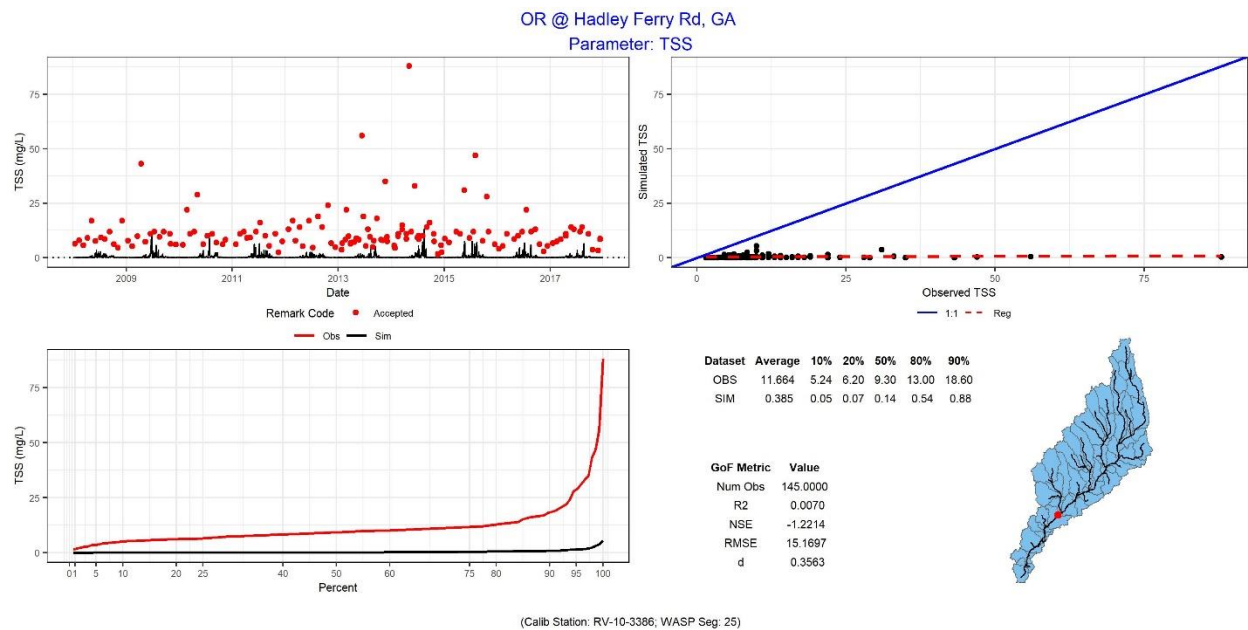 OR @ Hadley Ferry Rd, GA
Parameter: TSS
TSS (mg/L)
75
50
25
0
2009 2011 2013 2015 2017
Date
Remark Code Accepted
Simulated TSS
75
50
25
0
0 25 50 75
Observed TSS
1:1 Reg
Obs Sim
TSS (mg/L)
75
50
25
0
0 1 5 10 20 25 40 50 60 75 80 90 95 100
Percent
Dataset Average 10% 20% 50% 80% 90%
OBS 11.664 5.24 6.20 9.30 13.00 18.60
SIM 0.385 0.05 0.07 0.14 0.54 0.88
GoF Metric Value
Num Obs 145.0000
R2 0.0070
NSE -1.2214
RMSE 15.1697
d 0.3563
(Calib Station: RV-10-3386; WASP Seg: 25)